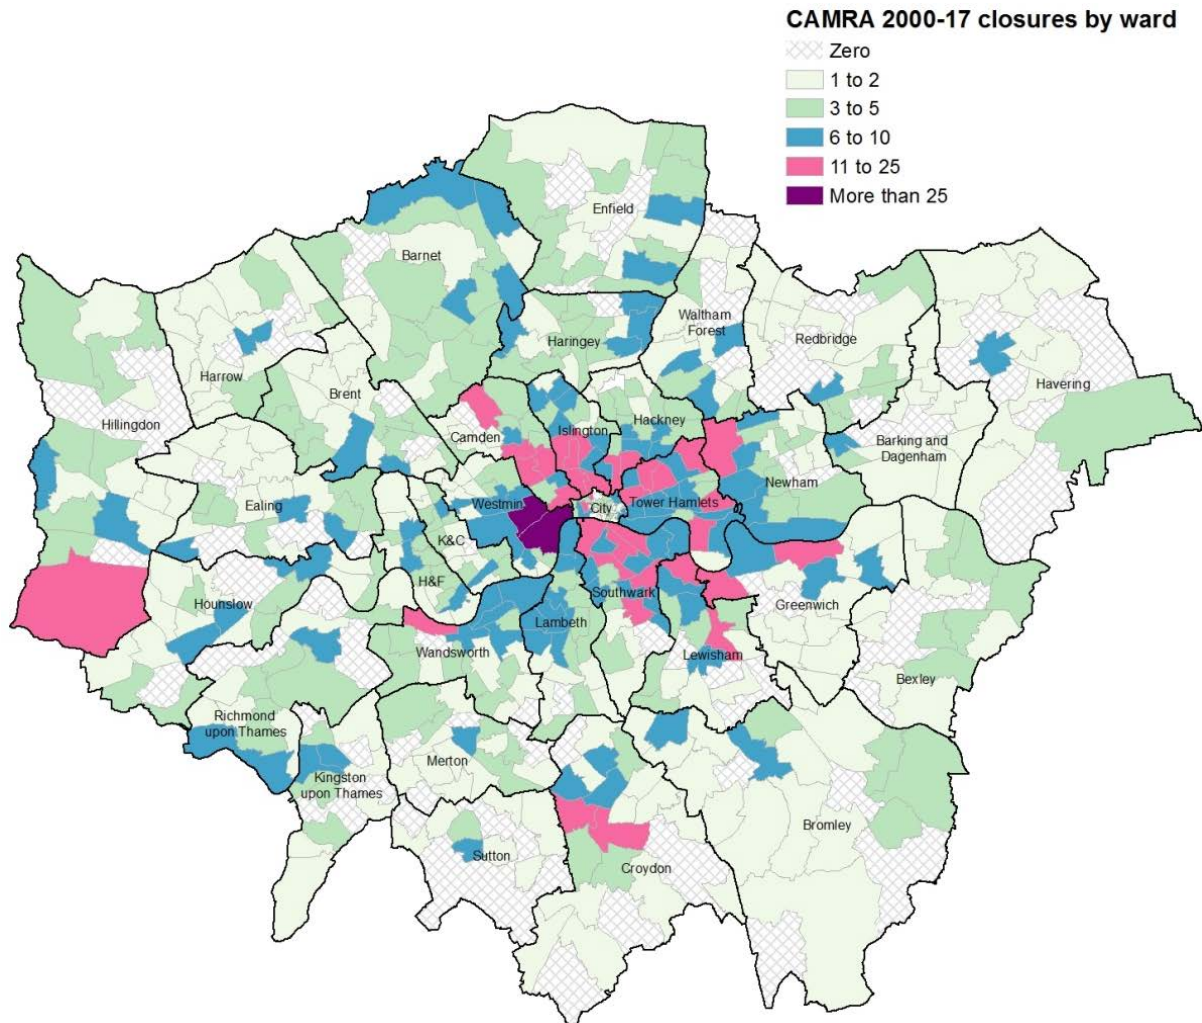 CAMRA 2000-17 closures by ward
Zero
1 to 2
3 to 5
6 to 10
11 to 25
More than 25
Enfield
Barnet
Waltham
Forest
Haringey
Redbridge
Harrow
Havering
Brent
Hillingdon
Hackney
Islington
Camden
Barking and
Dagenham
Newham
Ealing
Westmin
City
Tower Hamlets
K&C
H&F
Southwark
Hounslow
Greenwich
Lambeth
Wandsworth
Lewisham
Bexley
Richmond
upon Thames
Merton
Kingston
upon Thames
Bromley
Sutton
Croydon